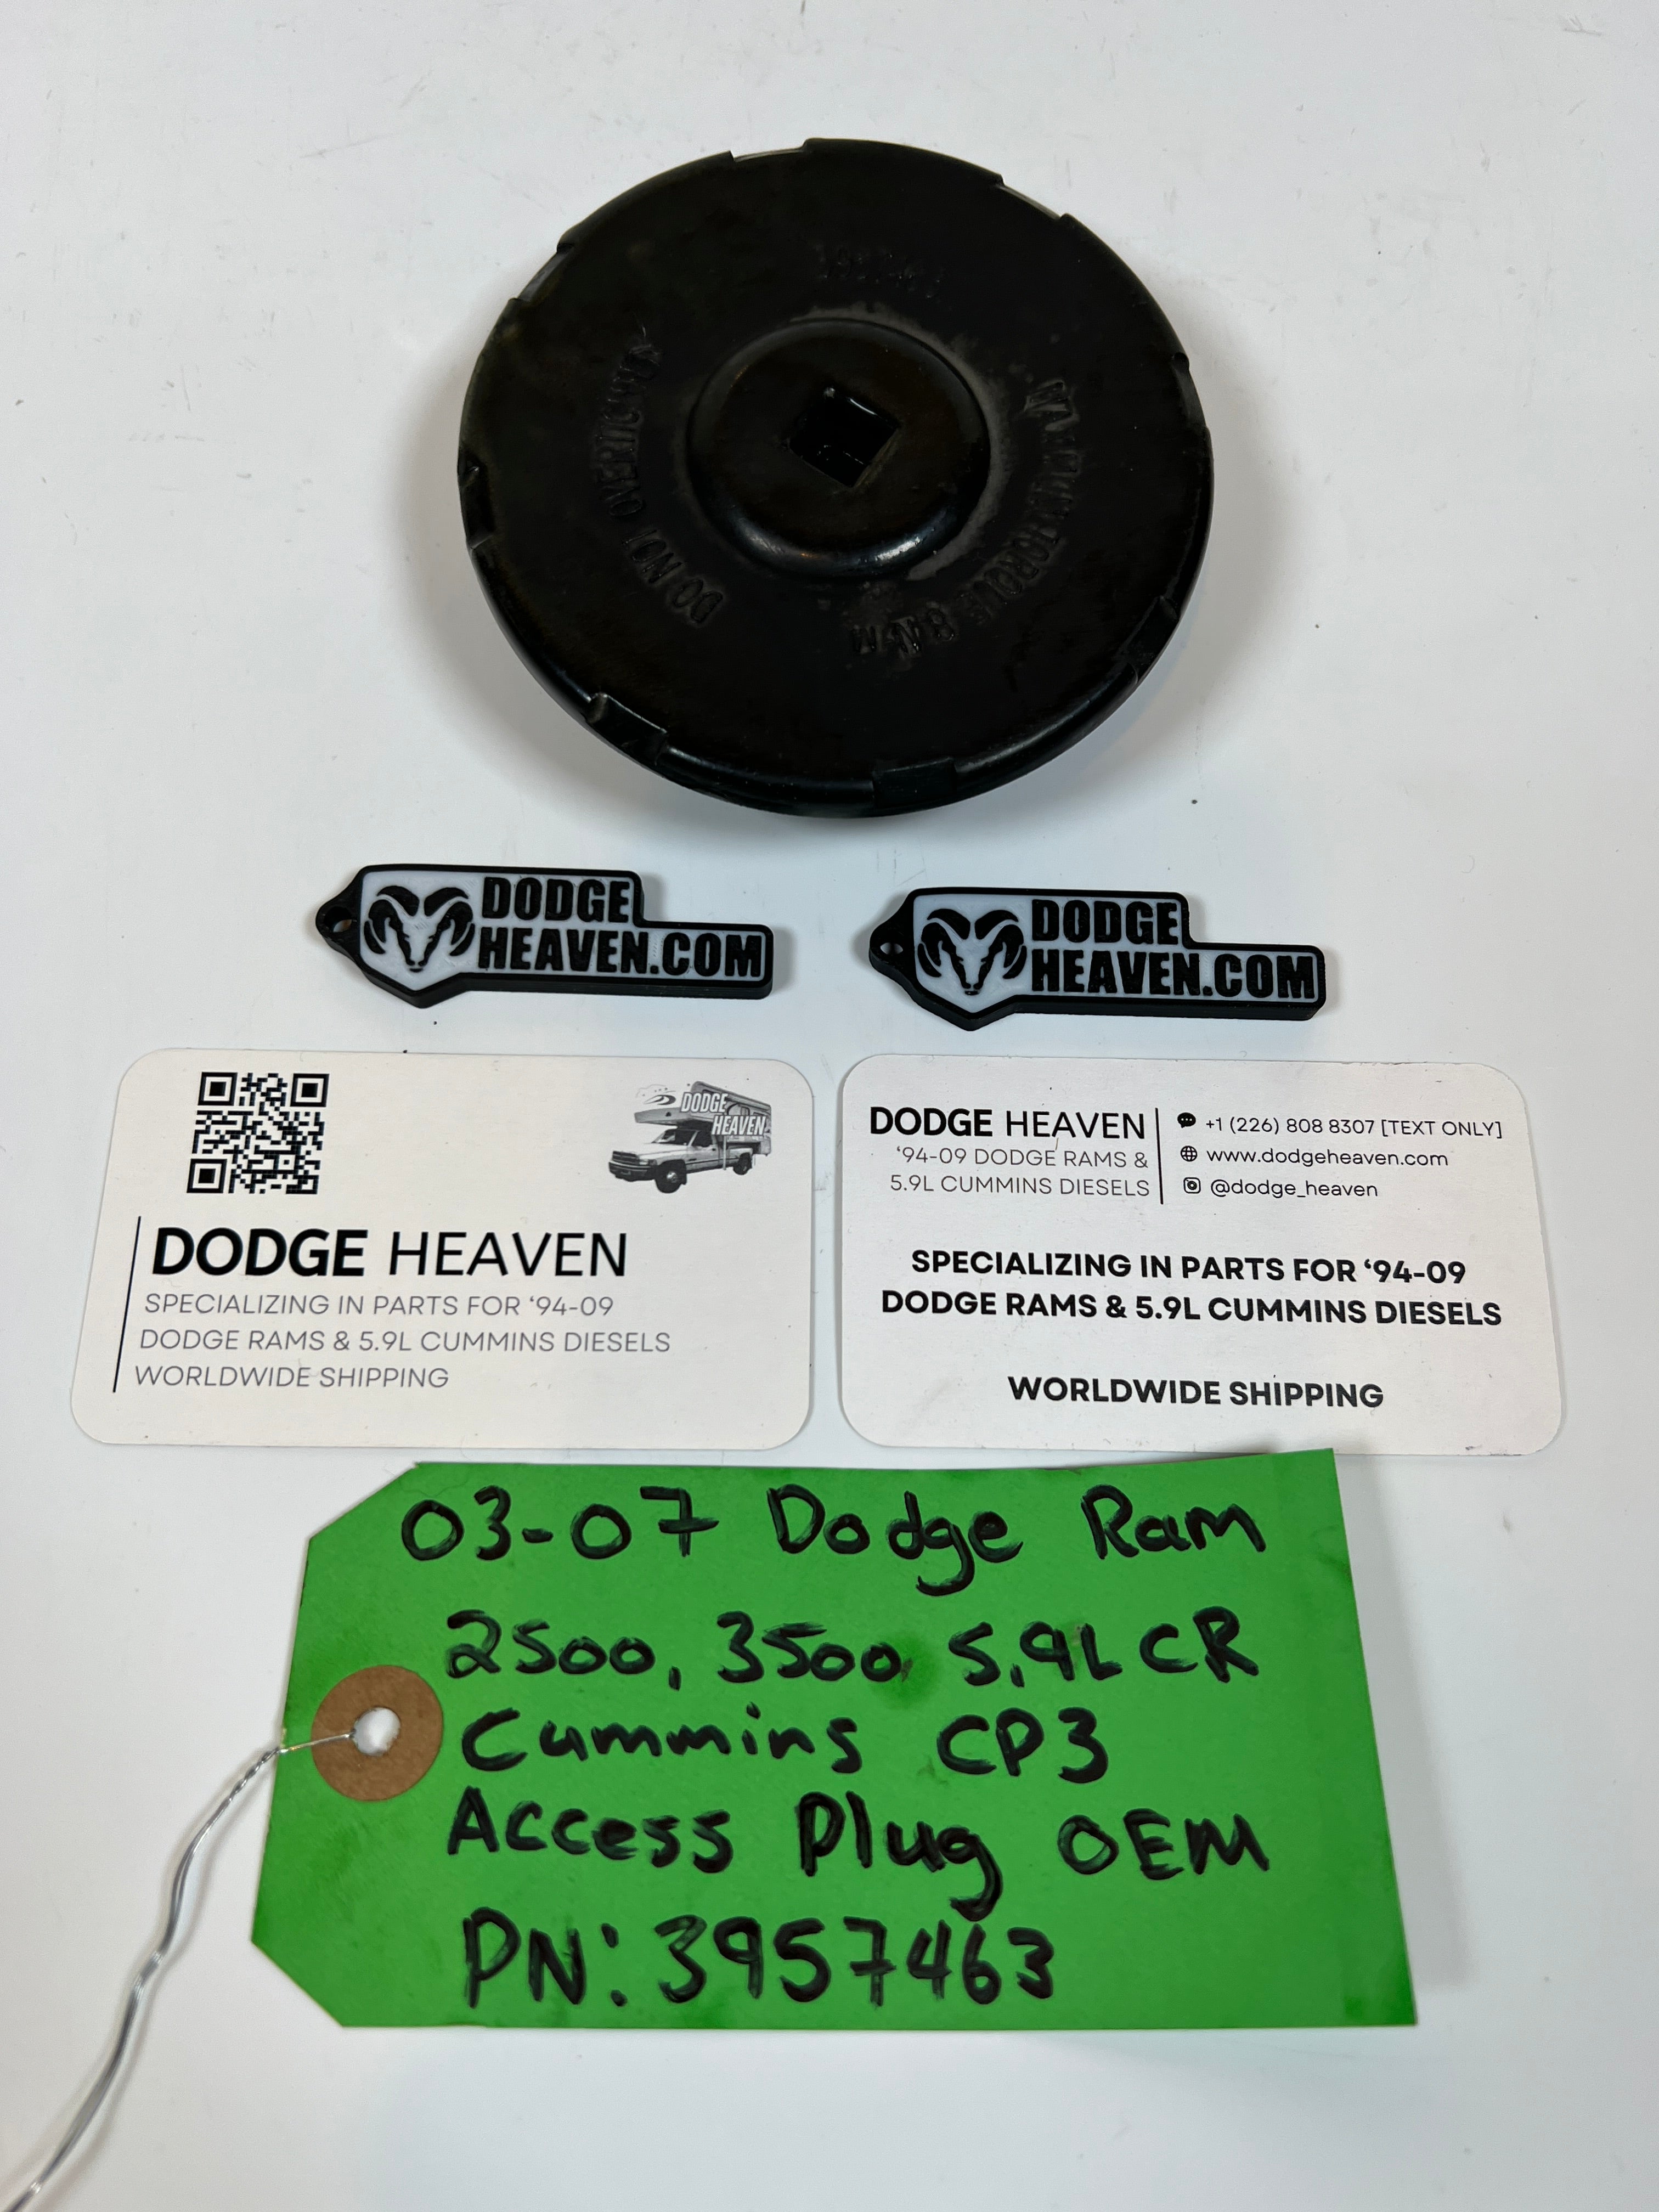 DO NOT OVERTIGHTEN
DODGE
HEAVEN.COM
DODGE
HEAVEN.COM
DODGE
HEAVEN
DODGE HEAVEN
SPECIALIZING IN PARTS FOR ‘94-09
DODGE RAMS & 5.9L CUMMINS DIESELS
WORLDWIDE SHIPPING
DODGE HEAVEN
‘94-09 DODGE RAMS &
5.9L CUMMINS DIESELS
+1 (226) 808 8307 [TEXT ONLY]
www.dodgeheaven.com
@dodge_heaven
SPECIALIZING IN PARTS FOR ‘94-09
DODGE RAMS & 5.9L CUMMINS DIESELS
WORLDWIDE SHIPPING
03-07 Dodge Ram
2500, 3500 5.9L CR
Cummins CP3
Access Plug OEM
PN: 3957463